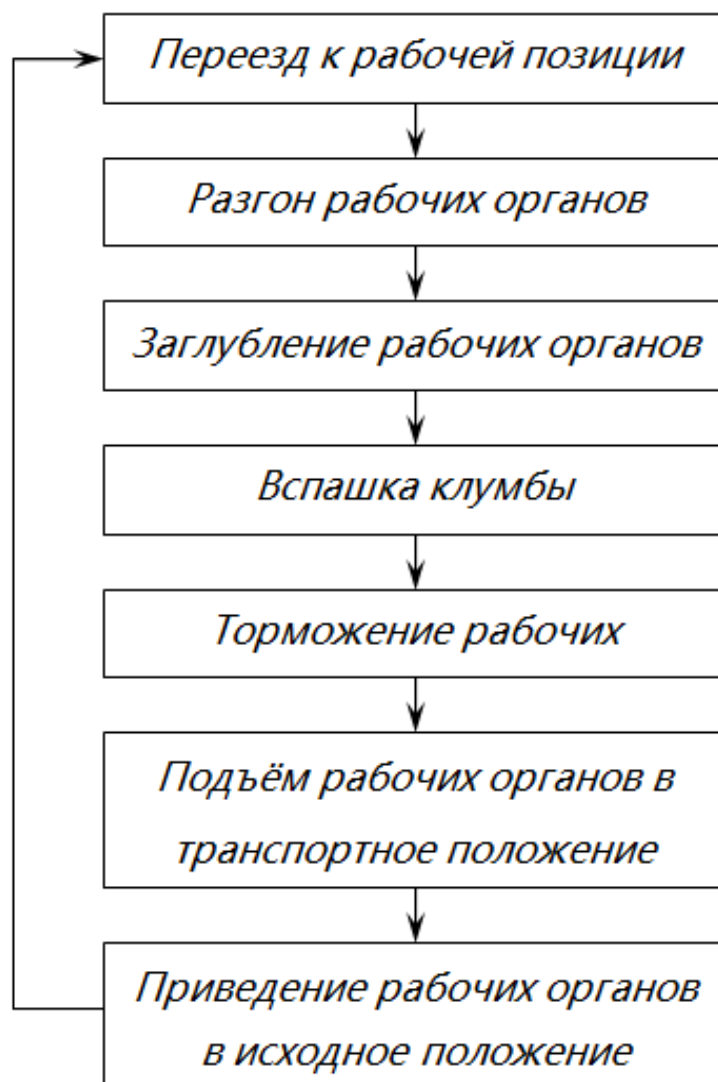 Переезд к рабочей позиции
Разгон рабочих органов
Заглубление рабочих органов
Вспашка клумбы
Торможение рабочих
Подъём рабочих органов в
транспортное положение
Приведение рабочих органов
в исходное положение